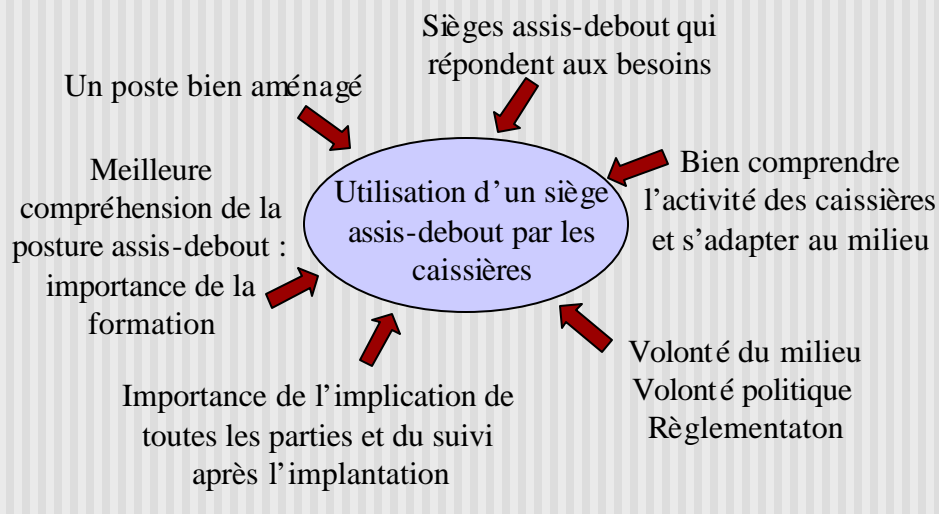 Sièges assis-debout qui
répondent aux besoins
Un poste bien aménagé
Bien comprendre
l'activité des caissières
et s'adapter au milieu
Meilleure
compréhension de la
posture assis-debout :
importance de la
formation
Utilisation d'un siège
assis-debout par les
caissières
Volonté du milieu
Volonté politique
Règlementaton
Importance de l'implication de
toutes les parties et du suivi
après l'implantation